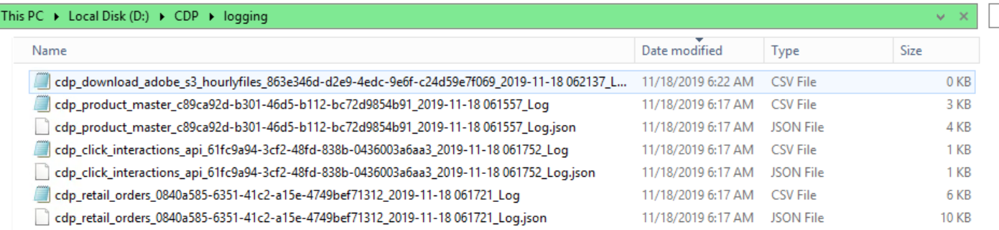 This PC ▸ Local Disk (D:) ▸ CDP ▸ logging
Name Date modified Type Size
cdp_download_adobe_s3_hourlyfiles_863e346d-d2e9-4edc-9e6f-c24d59e7f069_2019-11-18 062137_L... 11/18/2019 6:22 AM CSV File 0 KB
cdp_product_master_c89ca92d-b301-46d5-b112-bc72d9854b91_2019-11-18 061557_Log 11/18/2019 6:17 AM CSV File 3 KB
cdp_product_master_c89ca92d-b301-46d5-b112-bc72d9854b91_2019-11-18 061557_Log.json 11/18/2019 6:17 AM JSON File 4 KB
cdp_click_interactions_api_61fc9a94-3cf2-48fd-838b-0436003a6aa3_2019-11-18 061752_Log 11/18/2019 6:17 AM CSV File 1 KB
cdp_click_interactions_api_61fc9a94-3cf2-48fd-838b-0436003a6aa3_2019-11-18 061752_Log.json 11/18/2019 6:17 AM JSON File 1 KB
cdp_retail_orders_0840a585-6351-41c2-a15e-4749bef71312_2019-11-18 061721_Log 11/18/2019 6:17 AM CSV File 6 KB
cdp_retail_orders_0840a585-6351-41c2-a15e-4749bef71312_2019-11-18 061721_Log.json 11/18/2019 6:17 AM JSON File 10 KB